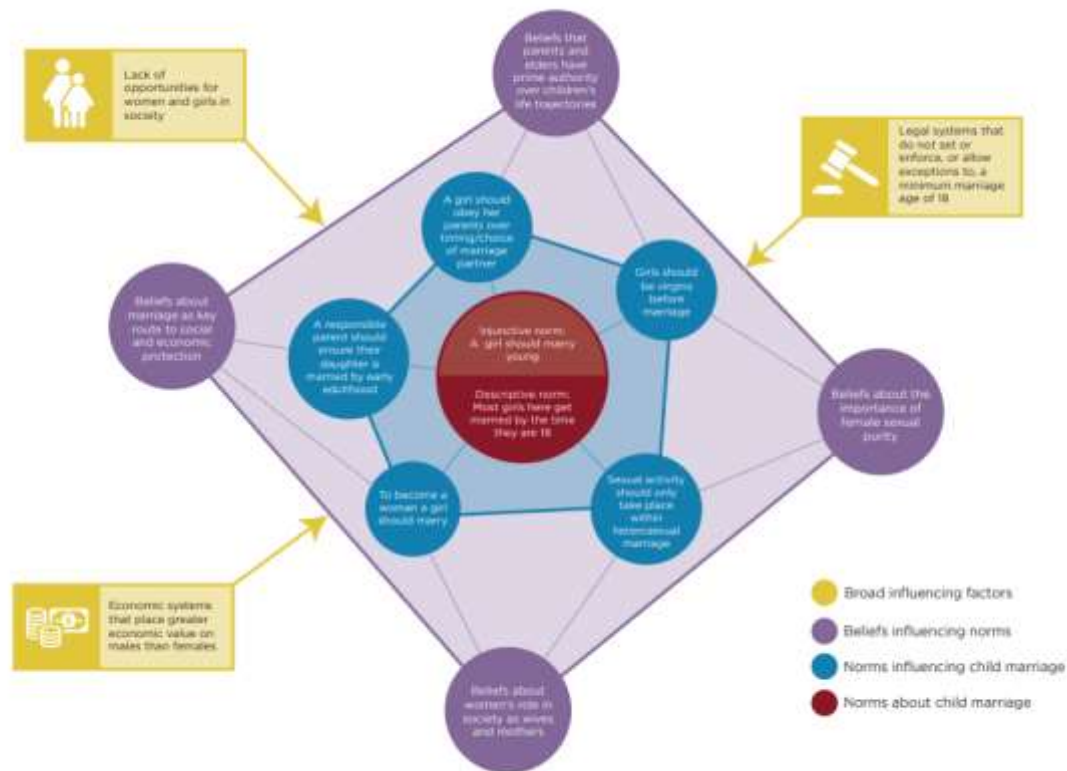 Beliefs that
parents and
elders have
prime authority
over children's
life trajectories
Lack of
opportunities for
women and girls in
society
Legal systems that
do not set or
enforce, or allow
exceptions to, a
minimum marriage
age of 18
A girl should
obey her
parents over
timing/choice
of marriage
partner
Girls should
be virgins
before
marriage
Beliefs about
marriage as key
route to social
and economic
protection
A responsible
parent should
ensure their
daughter is
married by early
adulthood
Injunctive norm:
A girl should marry
young
Descriptive norm:
Most girls here get
married by the time
they are 18
Beliefs about the
importance of
female sexual
purity
To become a
woman a girl
should marry
Sexual activity
should only
take place
within
heterosexual
marriage
Economic systems
that place greater
economic value on
males than females
Beliefs about
women's role in
society as wives
and mothers
Broad influencing factors
Beliefs influencing norms
Norms influencing child marriage
Norms about child marriage